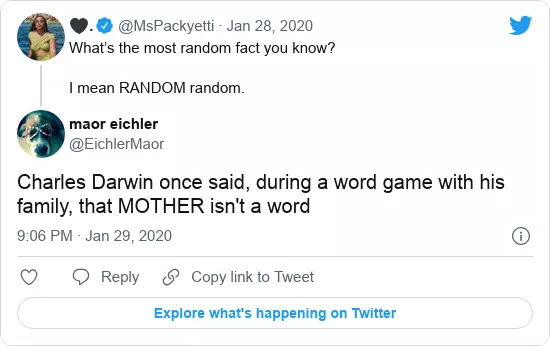 🖤. @MsPackyetti · Jan 28, 2020
What’s the most random fact you know?
I mean RANDOM random.
maor eichler
@EichlerMaor
Charles Darwin once said, during a word game with his
family, that MOTHER isn't a word
9:06 PM · Jan 29, 2020
Reply
Copy link to Tweet
Explore what's happening on Twitter